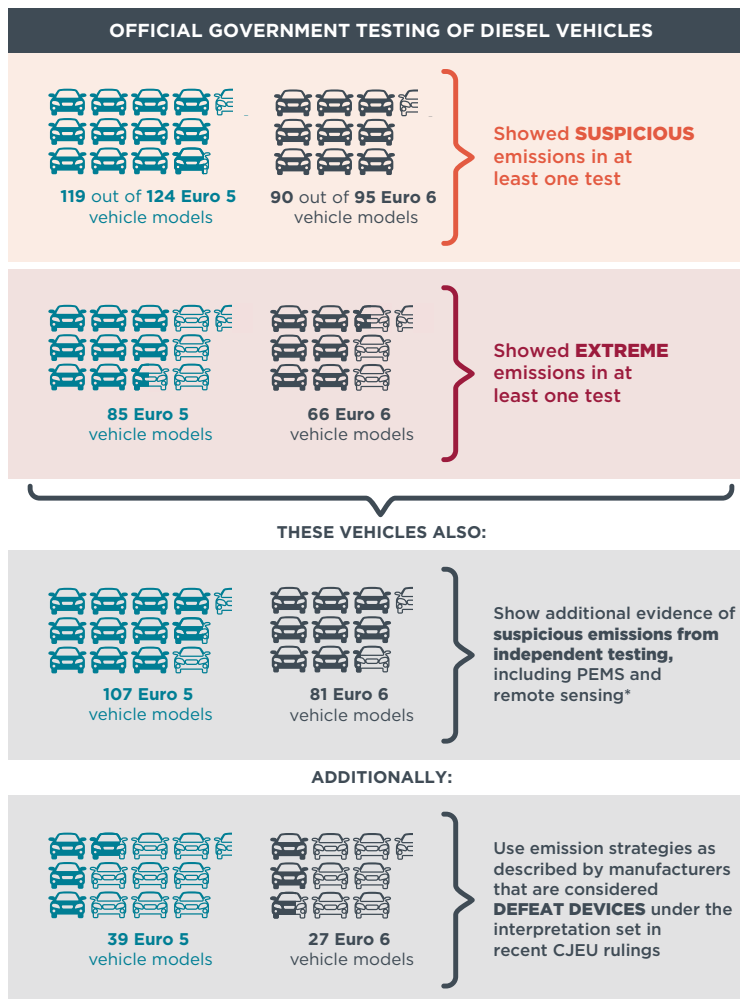 OFFICIAL GOVERNMENT TESTING OF DIESEL VEHICLES
119 out of 124 Euro 5
vehicle models
90 out of 95 Euro 6
vehicle models
Showed SUSPICIOUS
emissions in at
least one test
85 Euro 5
vehicle models
66 Euro 6
vehicle models
Showed EXTREME
emissions in at
least one test
THESE VEHICLES ALSO:
107 Euro 5
vehicle models
81 Euro 6
vehicle models
Show additional evidence of
suspicious emissions from
independent testing,
including PEMS and
remote sensing*
ADDITIONALLY:
39 Euro 5
vehicle models
27 Euro 6
vehicle models
Use emission strategies as
described by manufacturers
that are considered
DEFEAT DEVICES under the
interpretation set in
recent CJEU rulings